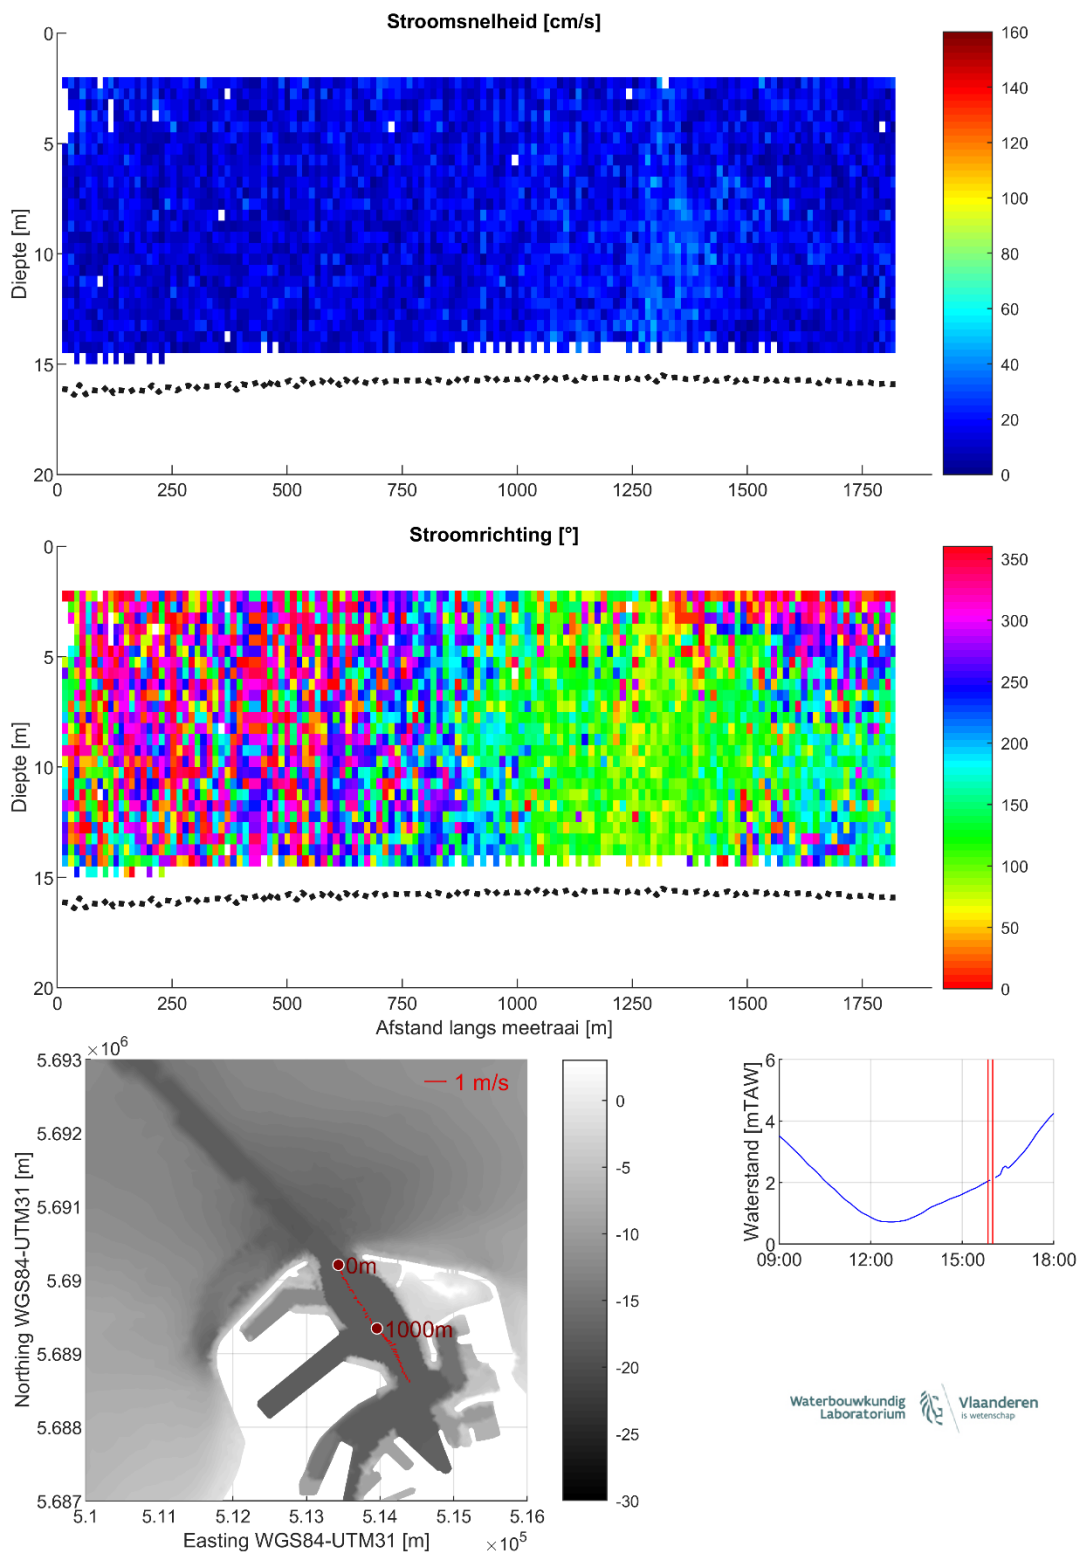 Stroomsnelheid [cm/s]
0
5
10
15
20
Diepte [m]
0 250 500 750 1000 1250 1500 1750
160
140
120
100
80
60
40
20
0
Stroomrichting [°]
0
5
10
15
20
Diepte [m]
0 250 500 750 1000 1250 1500 1750
Afstand langs meetraai [m]
350
300
250
200
150
100
50
0
×10⁶
5.693
5.692
5.691
5.69
5.689
5.688
5.687
Northing WGS84-UTM31 [m]
1 m/s
0m
1000m
5.1 5.12 5.13 5.14 5.15 5.16
Easting WGS84-UTM31 [m]
×10⁵
0
-5
-10
-15
-20
-25
-30
Waterstand [mTAW]
6
4
2
0
09:00 12:00 15:00 18:00
Waterbouwkundig
Laboratorium
Vlaanderen
is wetenschap